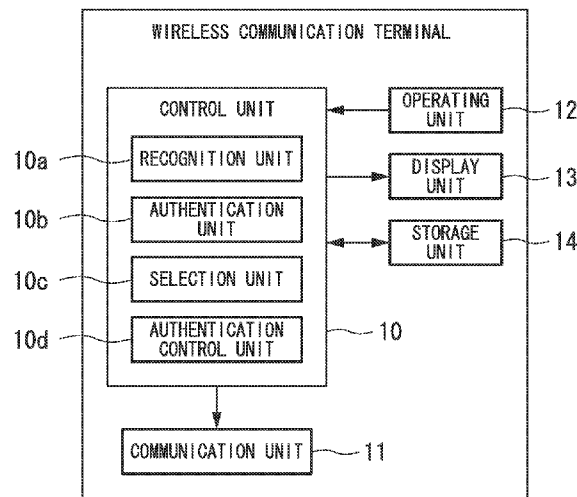 WIRELESS COMMUNICATION TERMINAL
CONTROL UNIT
10a
RECOGNITION UNIT
10b
AUTHENTICATION
UNIT
10c
SELECTION UNIT
10d
AUTHENTICATION
CONTROL UNIT
10
OPERATING
UNIT
12
DISPLAY
UNIT
13
STORAGE
UNIT
14
COMMUNICATION UNIT
11